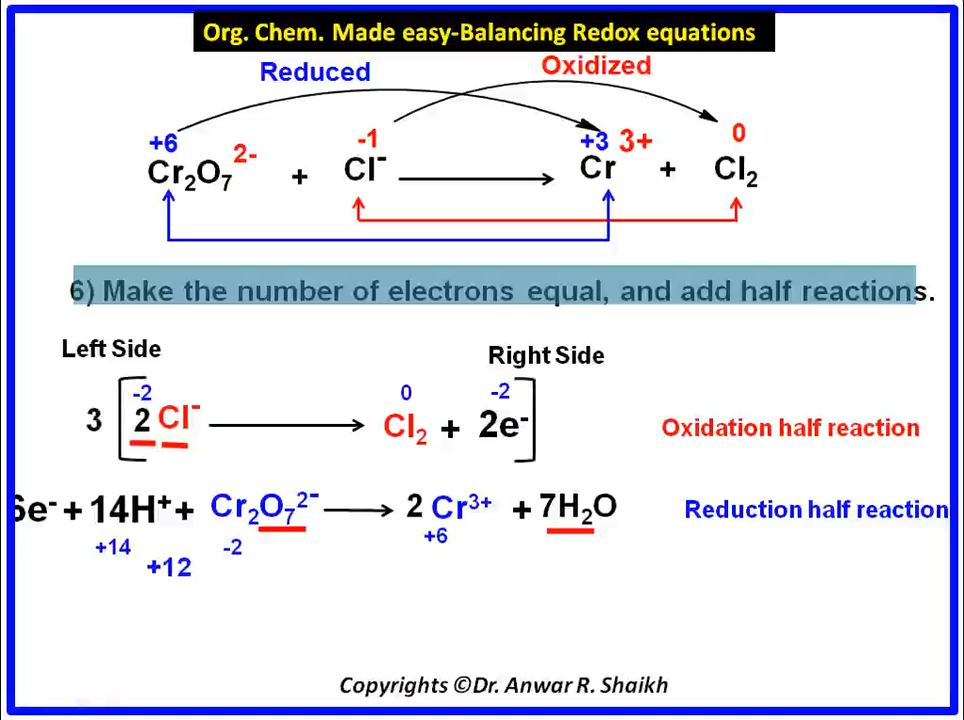 Org. Chem. Made easy-Balancing Redox equations
Reduced Oxidized
+6 2- -1 +3 3+ 0
Cr₂O₇ + Cl⁻ Cr + Cl₂
6) Make the number of electrons equal, and add half reactions.
Left Side Right Side
-2 0 -2
3 [2 Cl⁻ ⟶ Cl₂ + 2e⁻] Oxidation half reaction
6e⁻ + 14H⁺ + Cr₂O₇²⁻ ⟶ 2 Cr³⁺ + 7H₂O Reduction half reaction
+14 -2 +6
+12
Copyrights ©Dr. Anwar R. Shaikh